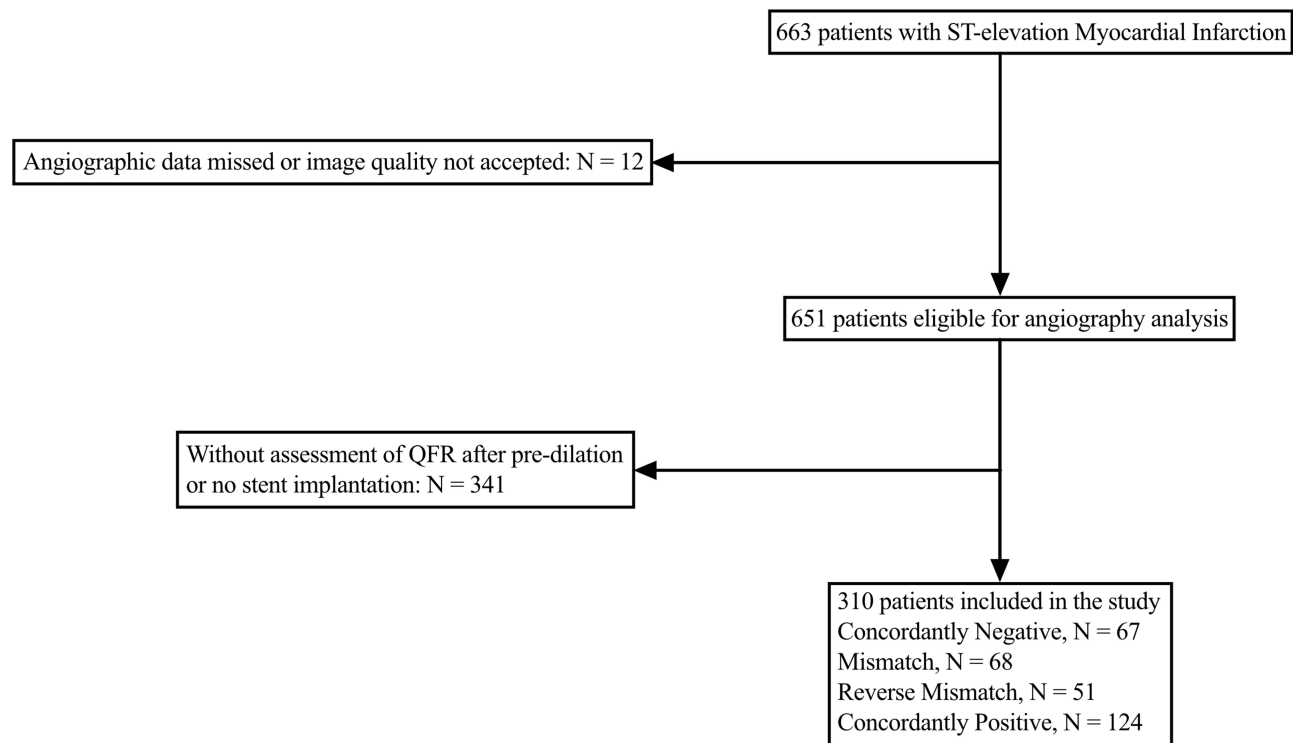 663 patients with ST-elevation Myocardial Infarction
Angiographic data missed or image quality not accepted: N = 12
651 patients eligible for angiography analysis
Without assessment of QFR after pre-dilation
or no stent implantation: N = 341
310 patients included in the study
Concordantly Negative, N = 67
Mismatch, N = 68
Reverse Mismatch, N = 51
Concordantly Positive, N = 124